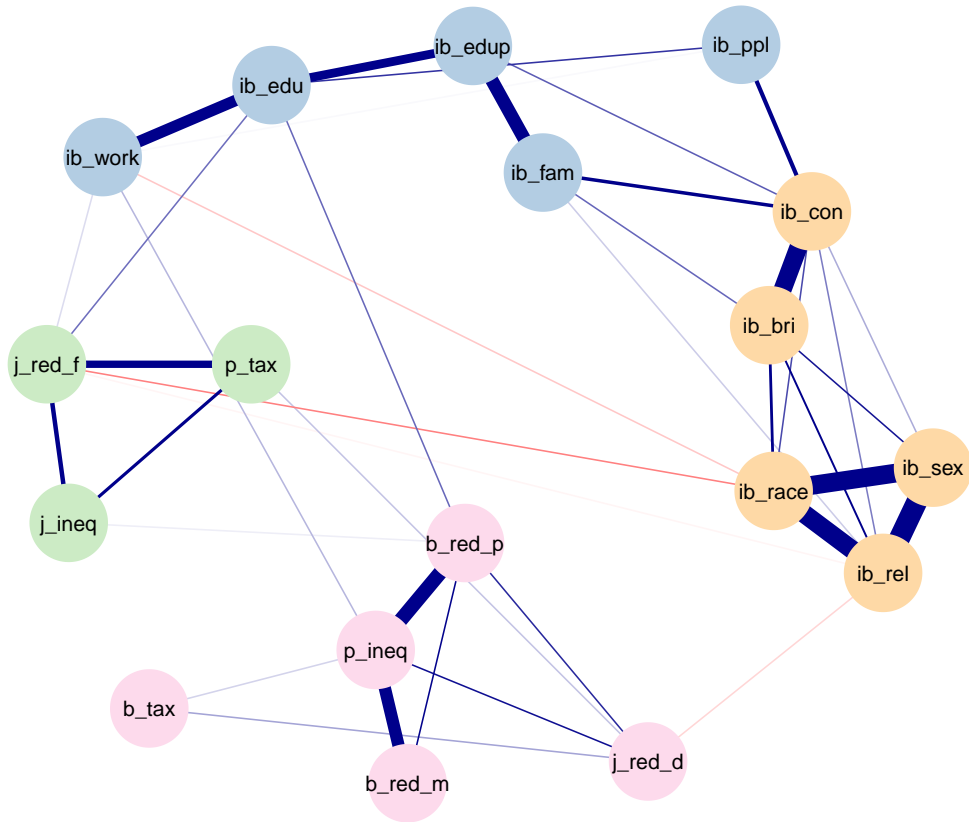 ib_edup
ib_ppl
ib_edu
ib_work
ib_fam
ib_con
ib_bri
j_red_f
p_tax
ib_sex
ib_race
j_ineq
b_red_p
ib_rel
p_ineq
b_tax
j_red_d
b_red_m